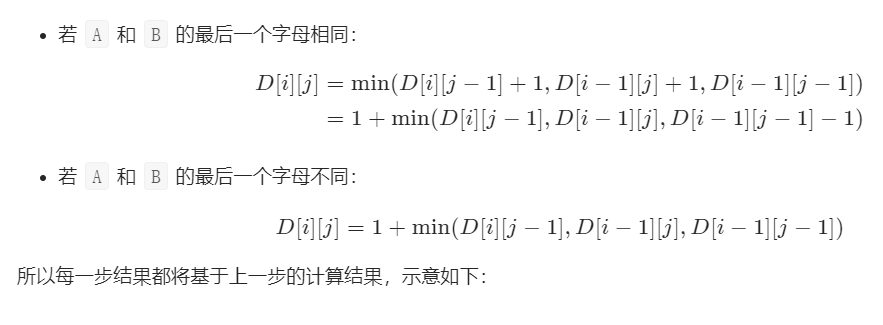 • 若 A 和 B 的最后一个字母相同：
D[i][j] = min(D[i][j − 1] + 1, D[i − 1][j] + 1, D[i − 1][j − 1])
= 1 + min(D[i][j − 1], D[i − 1][j], D[i − 1][j − 1] − 1)
• 若 A 和 B 的最后一个字母不同：
D[i][j] = 1 + min(D[i][j − 1], D[i − 1][j], D[i − 1][j − 1])
所以每一步结果都将基于上一步的计算结果，示意如下：